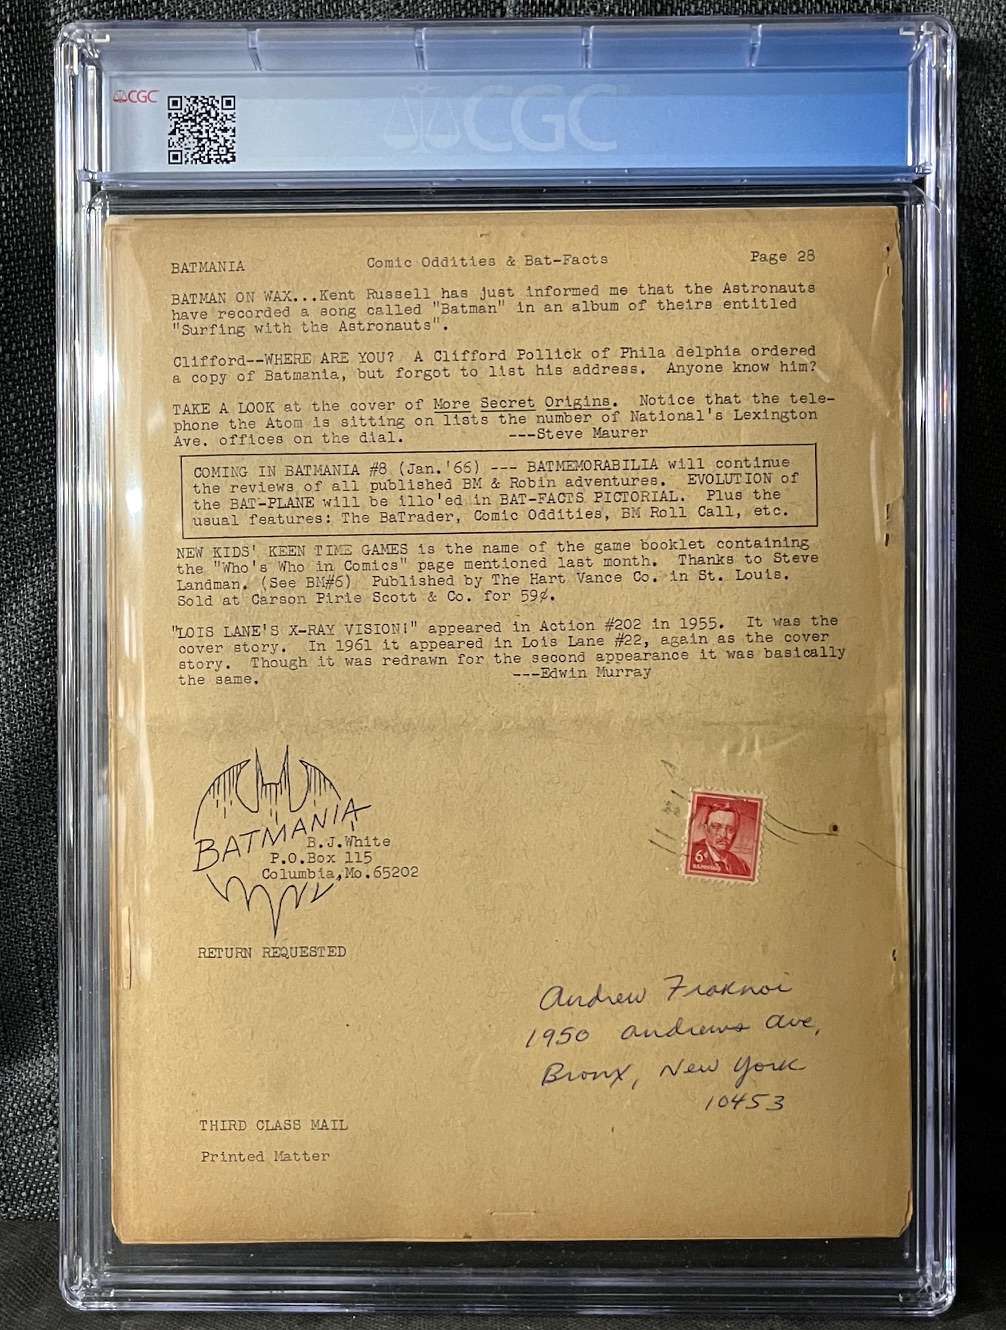 CGC
CGC
BATMANIA Comic Oddities & Bat-Facts Page 28
BATMAN ON WAX...Kent Russell has just informed me that the Astronauts
have recorded a song called "Batman" in an album of theirs entitled
"Surfing with the Astronauts".
Clifford--WHERE ARE YOU? A Clifford Pollick of Phila delphia ordered
a copy of Batmania, but forgot to list his address. Anyone know him?
TAKE A LOOK at the cover of More Secret Origins. Notice that the tele-
phone the Atom is sitting on lists the number of National's Lexington
Ave. offices on the dial. ---Steve Maurer
COMING IN BATMANIA #8 (Jan.'66) --- BATMEMORABILIA will continue
the reviews of all published BM & Robin adventures. EVOLUTION of
the BAT-PLANE will be illo'ed in BAT-FACTS PICTORIAL. Plus the
usual features: The BaTrader, Comic Oddities, BM Roll Call, etc.
NEW KIDS' KEEN TIME GAMES is the name of the game booklet containing
the "Who's Who in Comics" page mentioned last month. Thanks to Steve
Landman. (See BM#6) Published by The Hart Vance Co. in St. Louis.
Sold at Carson Pirie Scott & Co. for 59¢.
"LOIS LANE'S X-RAY VISION!" appeared in Action #202 in 1955. It was the
cover story. In 1961 it appeared in Lois Lane #22, again as the cover
story. Though it was redrawn for the second appearance it was basically
the same. ---Edwin Murray
BATMANIA
B.J.White
P.O.Box 115
Columbia,Mo.65202
6¢
RETURN REQUESTED
Andrew Fraknoi
1950 Andrews Ave,
Bronx, New York
10453
THIRD CLASS MAIL
Printed Matter